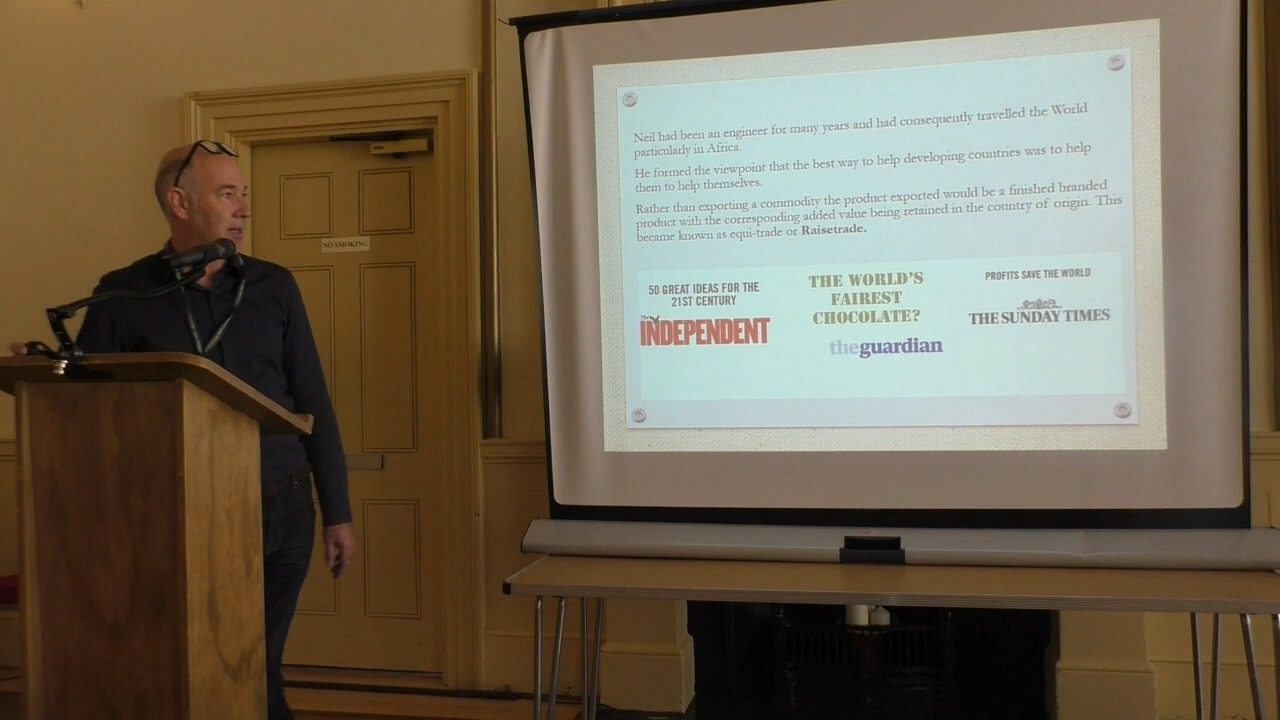 NO SMOKING
Neil had been an engineer for many years and had consequently travelled the World
particularly in Africa.
He formed the viewpoint that the best way to help developing countries was to help
them to help themselves.
Rather than exporting a commodity the product exported would be a finished branded
product with the corresponding added value being retained in the country of origin. This
became known as equi-trade or Raisetrade.
50 GREAT IDEAS FOR THE
21ST CENTURY
The
INDEPENDENT
THE WORLD'S
FAIREST
CHOCOLATE?
theguardian
PROFITS SAVE THE WORLD
THE SUNDAY TIMES